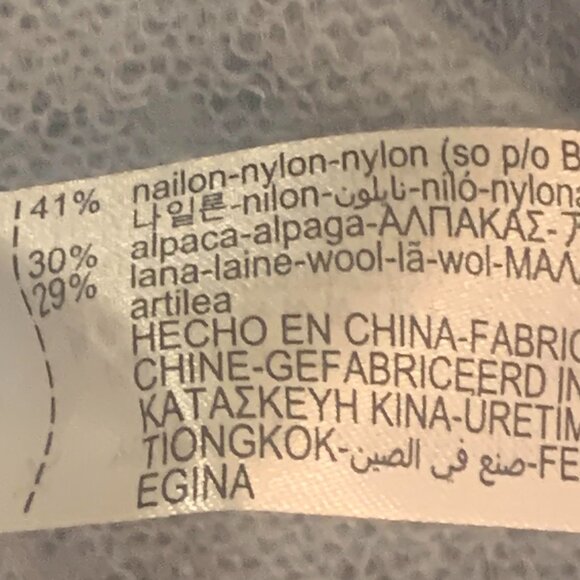 41% nailon-nylon-nylon (so p/o B
나일론-nilon-نايلون-niló-nylon
30% alpaca-alpaga-ΑΛΠΑΚΑΣ-
29% lana-laine-wool-lã-wol-ΜΑΛ
artilea
HECHO EN CHINA-FABRIC
CHINE-GEFABRICEERD IN
ΚΑΤΑΣΚΕΥΗ ΚΙΝΑ-ÜRETIM
TIONGKOK-صنع في الصين-FE
EGINA